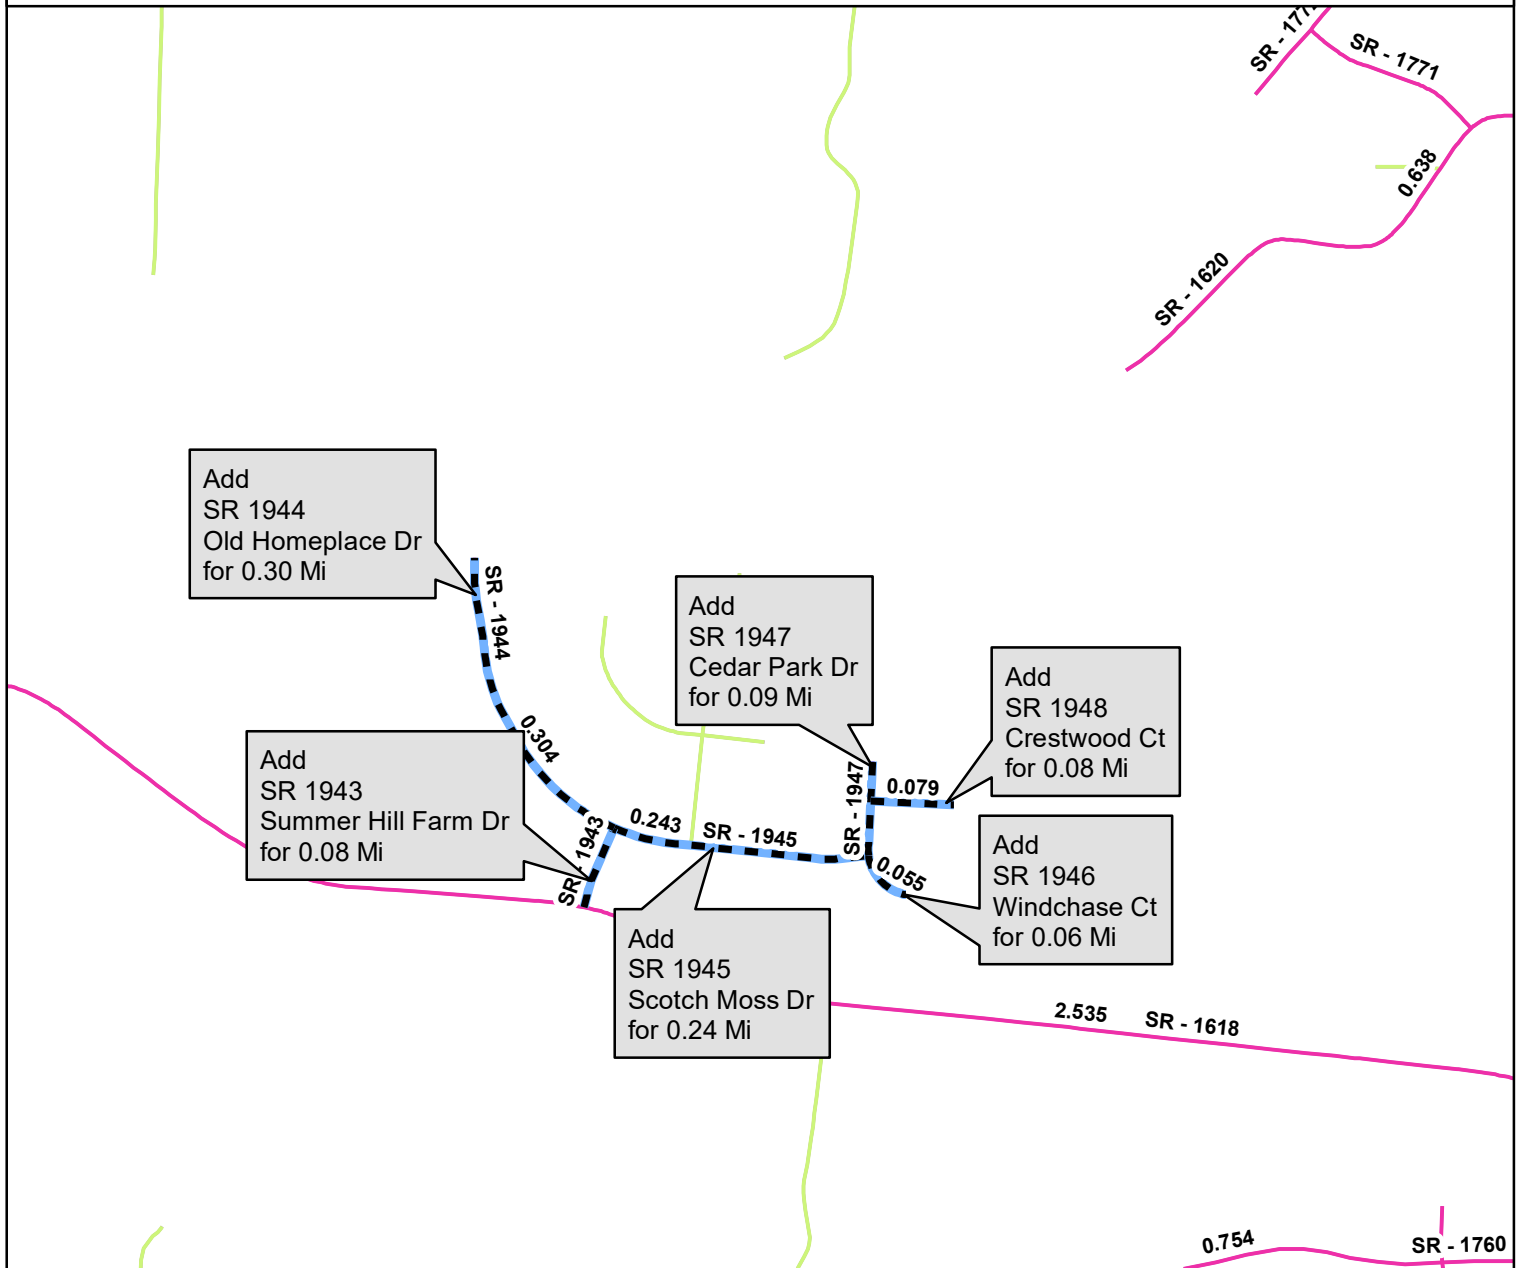 SR - 1771
0.638
SR - 1620
Add
SR 1944
Old Homeplace Dr
for 0.30 Mi
SR - 1944
0.304
Add
SR 1947
Cedar Park Dr
for 0.09 Mi
SR - 1947
Add
SR 1948
Crestwood Ct
for 0.08 Mi
0.079
Add
SR 1943
Summer Hill Farm Dr
for 0.08 Mi
SR - 1943
0.243
SR - 1945
0.055
Add
SR 1946
Windchase Ct
for 0.06 Mi
Add
SR 1945
Scotch Moss Dr
for 0.24 Mi
2.535
SR - 1618
0.754
SR - 1760